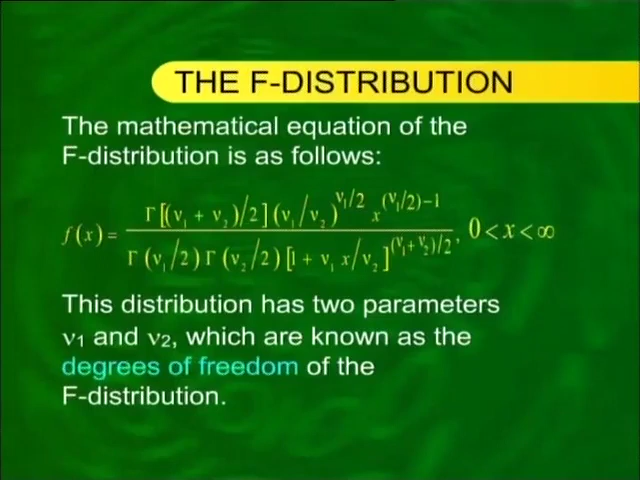 THE F-DISTRIBUTION
The mathematical equation of the
F-distribution is as follows:
f(x) = Γ[(ν₁ + ν₂)/2](ν₁/ν₂)^(ν₁/2) x^((ν₁/2)−1) / Γ(ν₁/2)Γ(ν₂/2)[1 + ν₁ x/ν₂]^((ν₁+ν₂)/2), 0<x<∞
This distribution has two parameters
ν₁ and ν₂, which are known as the
degrees of freedom of the
F-distribution.